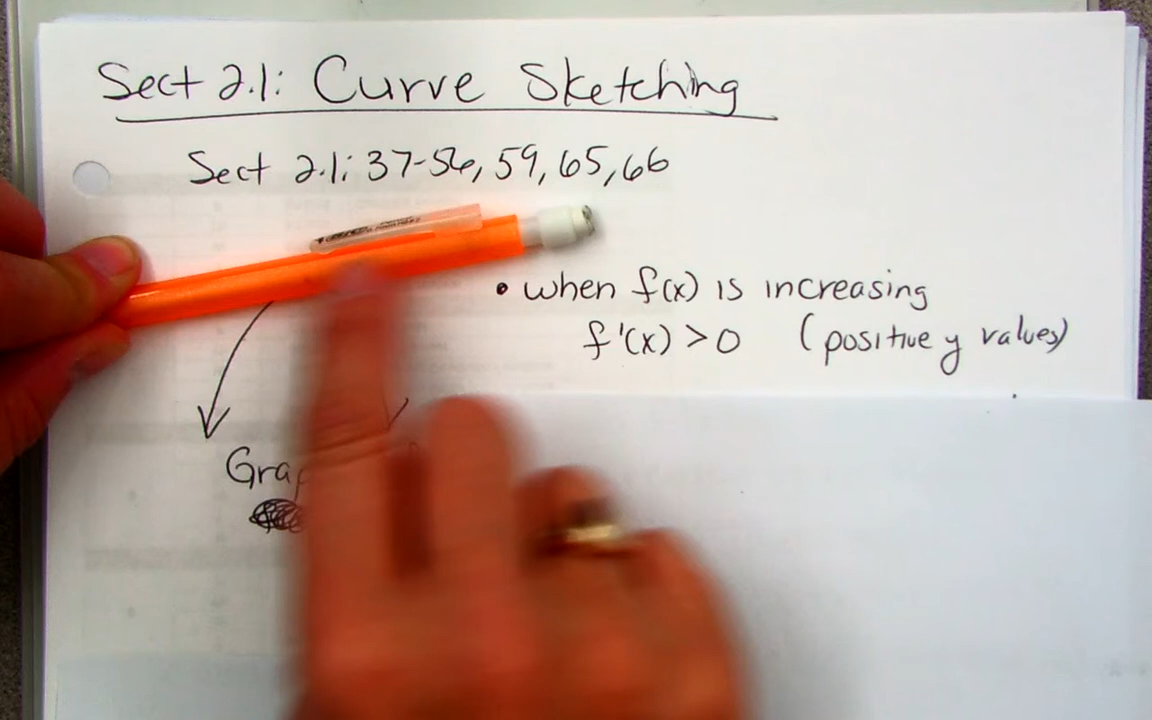 Sect 2.1: Curve Sketching
Sect 2.1: 37-56, 59, 65, 66
• when f(x) is increasing
f'(x) > 0 (positive y values)